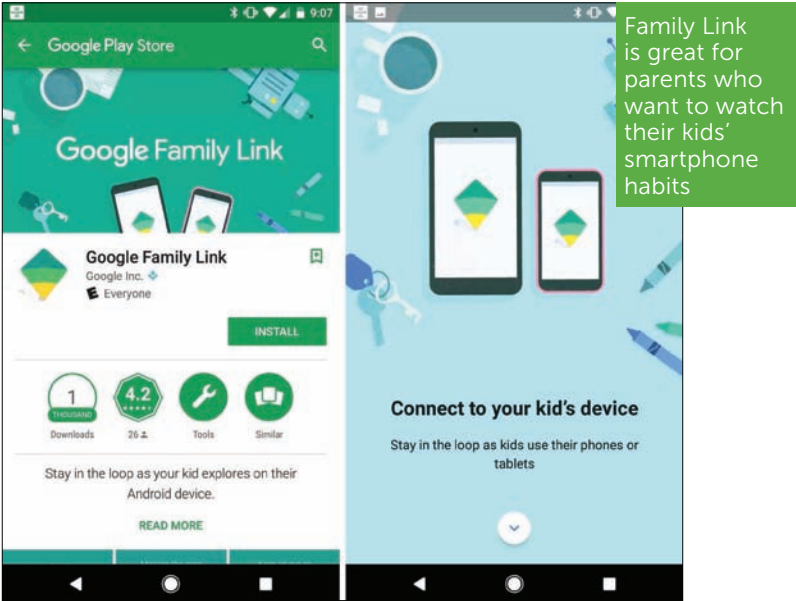 9:07
Google Play Store
Google Family Link
Google Family Link
Google Inc.
E Everyone
INSTALL
1
THOUSAND
Downloads
4.2
26
Tools
Similar
Stay in the loop as your kid explores on their
Android device.
READ MORE
Connect to your kid's device
Stay in the loop as kids use their phones or
tablets
Family Link
is great for
parents who
want to watch
their kids'
smartphone
habits